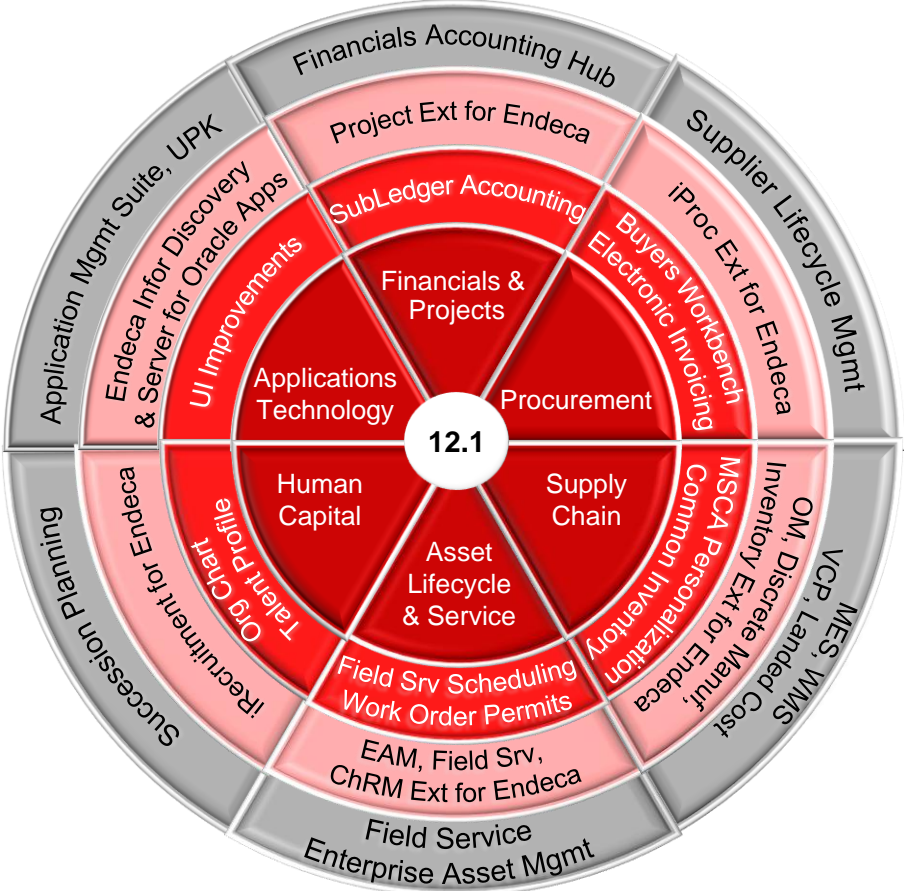 Financials Accounting Hub
Project Ext for Endeca
SubLedger Accounting
Financials &
Projects
Supplier Lifecycle Mgmt
iProc Ext for Endeca
Buyers Workbench
Electronic Invoicing
Procurement
MES, WMS
VCP, Landed Cost
OM, Discrete Manuf,
Inventory Ext for Endeca
MSCA Personalization
Common Inventory
Supply
Chain
Asset
Lifecycle
& Service
Field Srv Scheduling
Work Order Permits
EAM, Field Srv,
ChRM Ext for Endeca
Field Service
Enterprise Asset Mgmt
Human
Capital
Org Chart
Talent Profile
iRecruitment for Endeca
Succession Planning
Applications
Technology
UI Improvements
Endeca Infor Discovery
& Server for Oracle Apps
Application Mgmt Suite, UPK
12.1